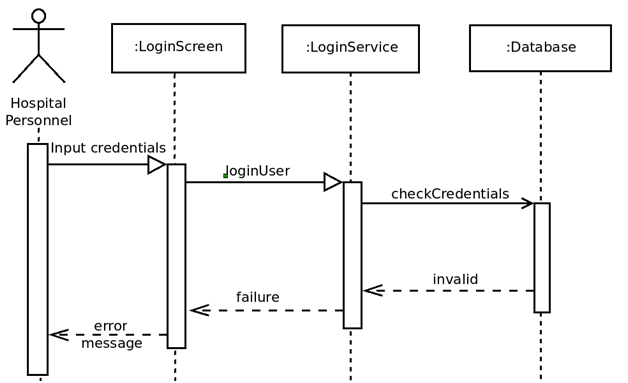 :LoginScreen
:LoginService
:Database
Hospital
Personnel
Input credentials
loginUser
checkCredentials
invalid
failure
error
message